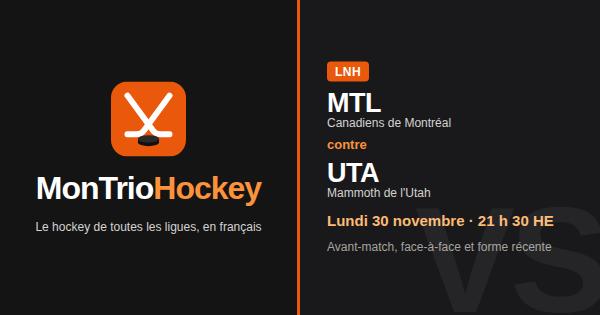 MonTrioHockey
Le hockey de toutes les ligues, en français
LNH
MTL
Canadiens de Montréal
contre
UTA
Mammoth de l'Utah
Lundi 30 novembre · 21 h 30 HE
Avant-match, face-à-face et forme récente
VS